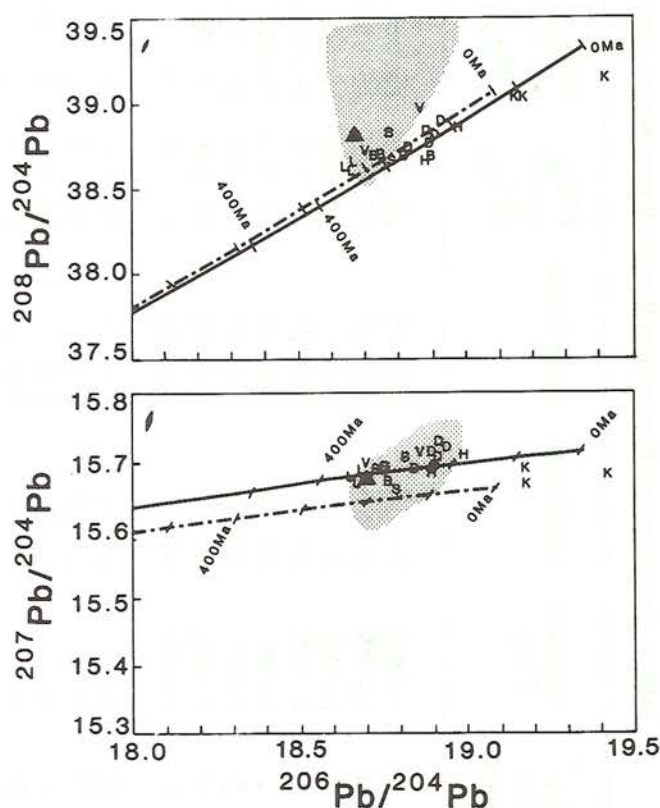 39.5
39.0
38.5
38.0
37.5
208Pb/204Pb
0Ma
0Ma
400Ma
400Ma
K K K
V
S
D
H
B
L
15.8
15.7
15.6
15.5
15.4
15.3
207Pb/204Pb
400Ma
0Ma
400Ma
0Ma
V
B
S
V
D
D
H
K
K
K
18.0
18.5
19.0
19.5
206Pb/204Pb